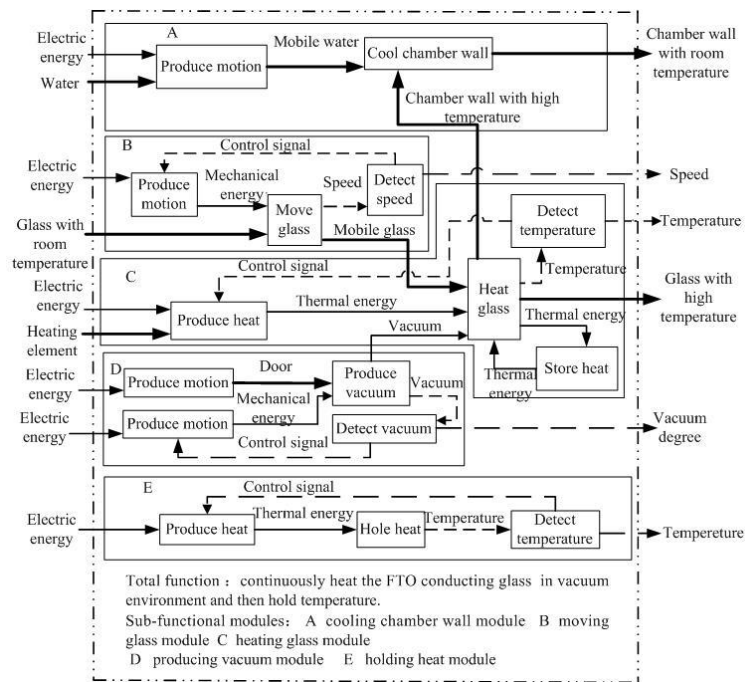 Electric
energy
Water
A
Produce motion
Mobile water
Cool chamber wall
Chamber wall
with room
temperature
Chamber wall with high
temperature
B
Control signal
Electric
energy
Produce
motion
Mechanical
energy
Move
glass
Speed
Detect
speed
Speed
Glass with
room
temperature
Mobile glass
Detect
temperature
Temperature
C
Control signal
Temperature
Electric
energy
Heating
element
Produce heat
Thermal energy
Heat
glass
Glass with
high
temperature
Thermal energy
Store heat
Thermal
energy
Vacuum
D
Electric
energy
Produce motion
Door
Produce
vacuum
Vacuum
Electric
energy
Produce motion
Mechanical
energy
Control signal
Detect vacuum
Vacuum
degree
E
Control signal
Electric
energy
Produce heat
Thermal energy
Hole heat
Temperature
Detect
temperature
Tempereture
Total function : continuously heat the FTO conducting glass in vacuum
environment and then hold temperature.
Sub-functional modules: A cooling chamber wall module B moving
glass module C heating glass module
D producing vacuum module E holding heat module